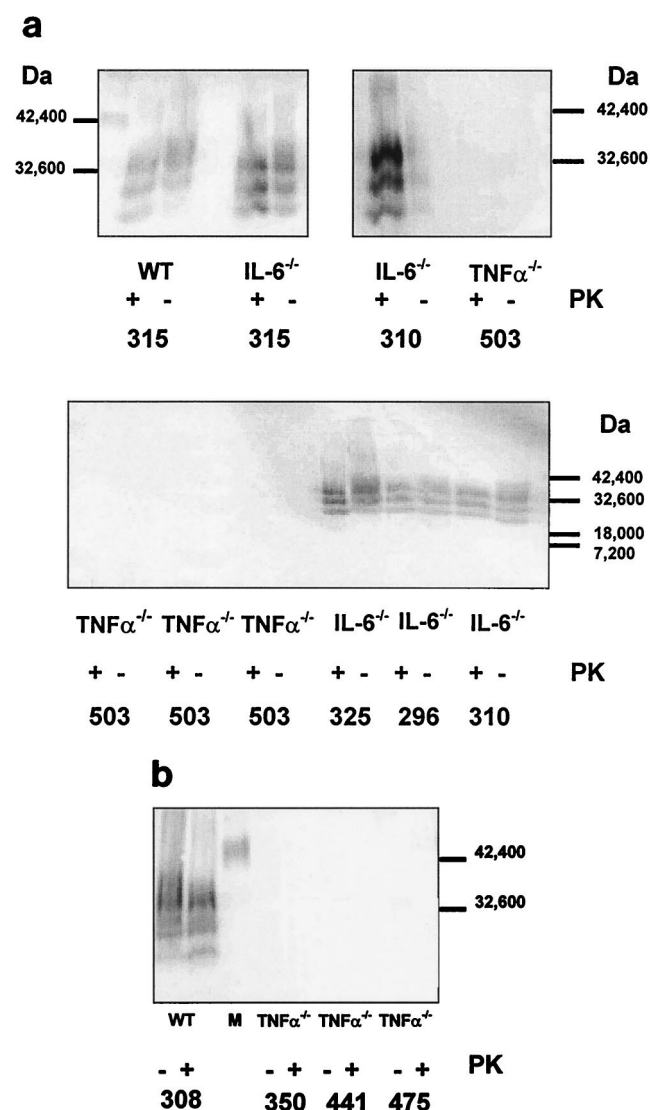 a
Da Da
42,400 42,400
32,600 32,600
WT IL-6-/- IL-6-/- TNFα-/-
+ - + - + - + - PK
315 315 310 503
Da
42,400
32,600
18,000
7,200
TNFα-/- TNFα-/- TNFα-/- IL-6-/- IL-6-/- IL-6-/-
+ - + - + - + - + - + - PK
503 503 503 325 296 310
b
42,400
32,600
WT M TNFα-/- TNFα-/- TNFα-/-
- + - + - + - + PK
308 350 441 475